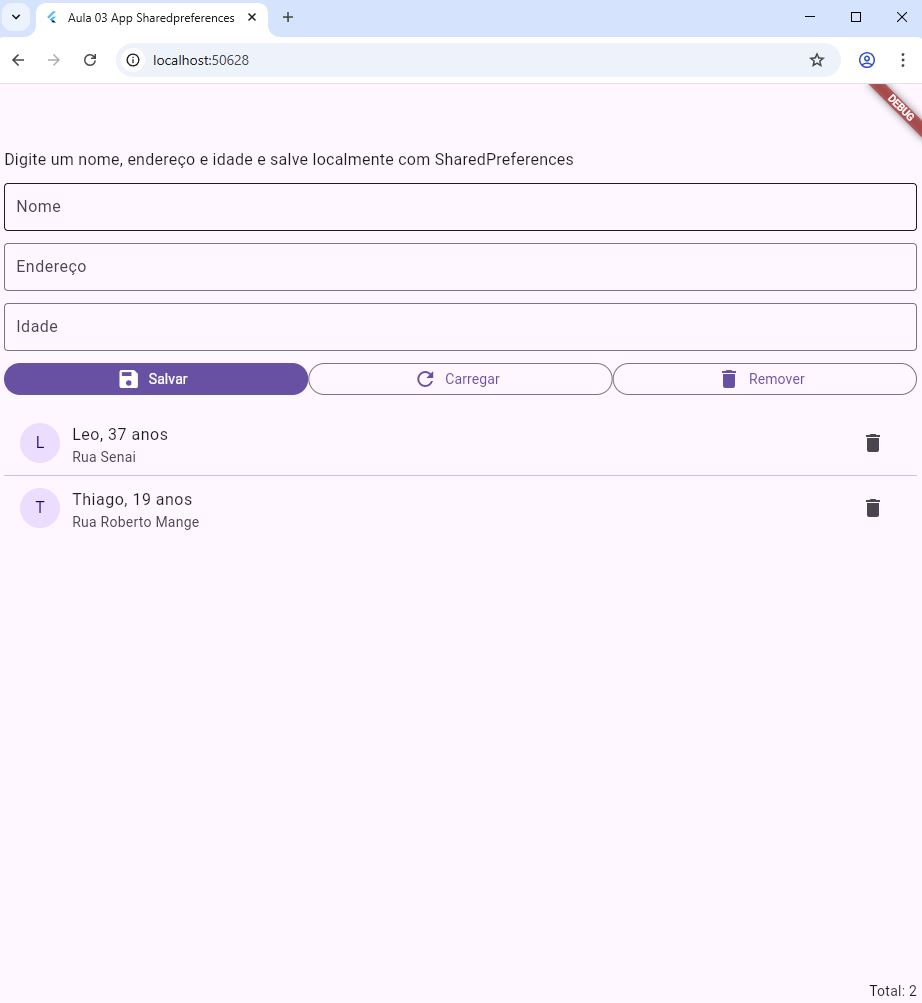 Aula 03 App Sharedpreferences
localhost:50628
DEBUG
Digite um nome, endereço e idade e salve localmente com SharedPreferences
Nome
Endereço
Idade
Salvar Carregar Remover
L
Leo, 37 anos
Rua Senai
T
Thiago, 19 anos
Rua Roberto Mange
Total: 2